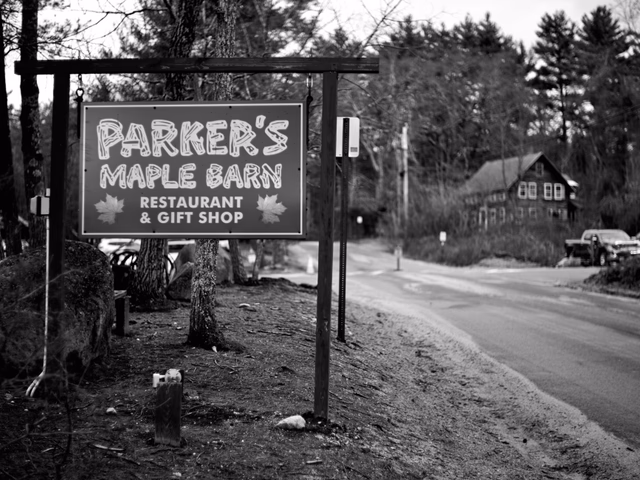 PARKER'S
MAPLE BARN
RESTAURANT
& GIFT SHOP